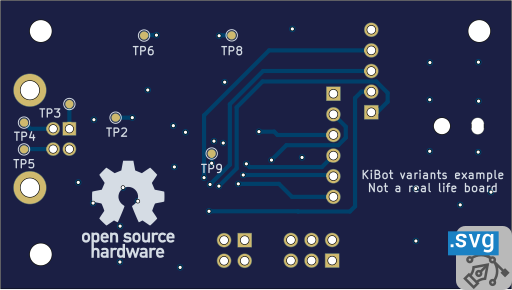 TP6
TP8
TP3
TP4
TP2
TP5
TP9
KiBot variants example
Not a real life board
open source
hardware
.svg